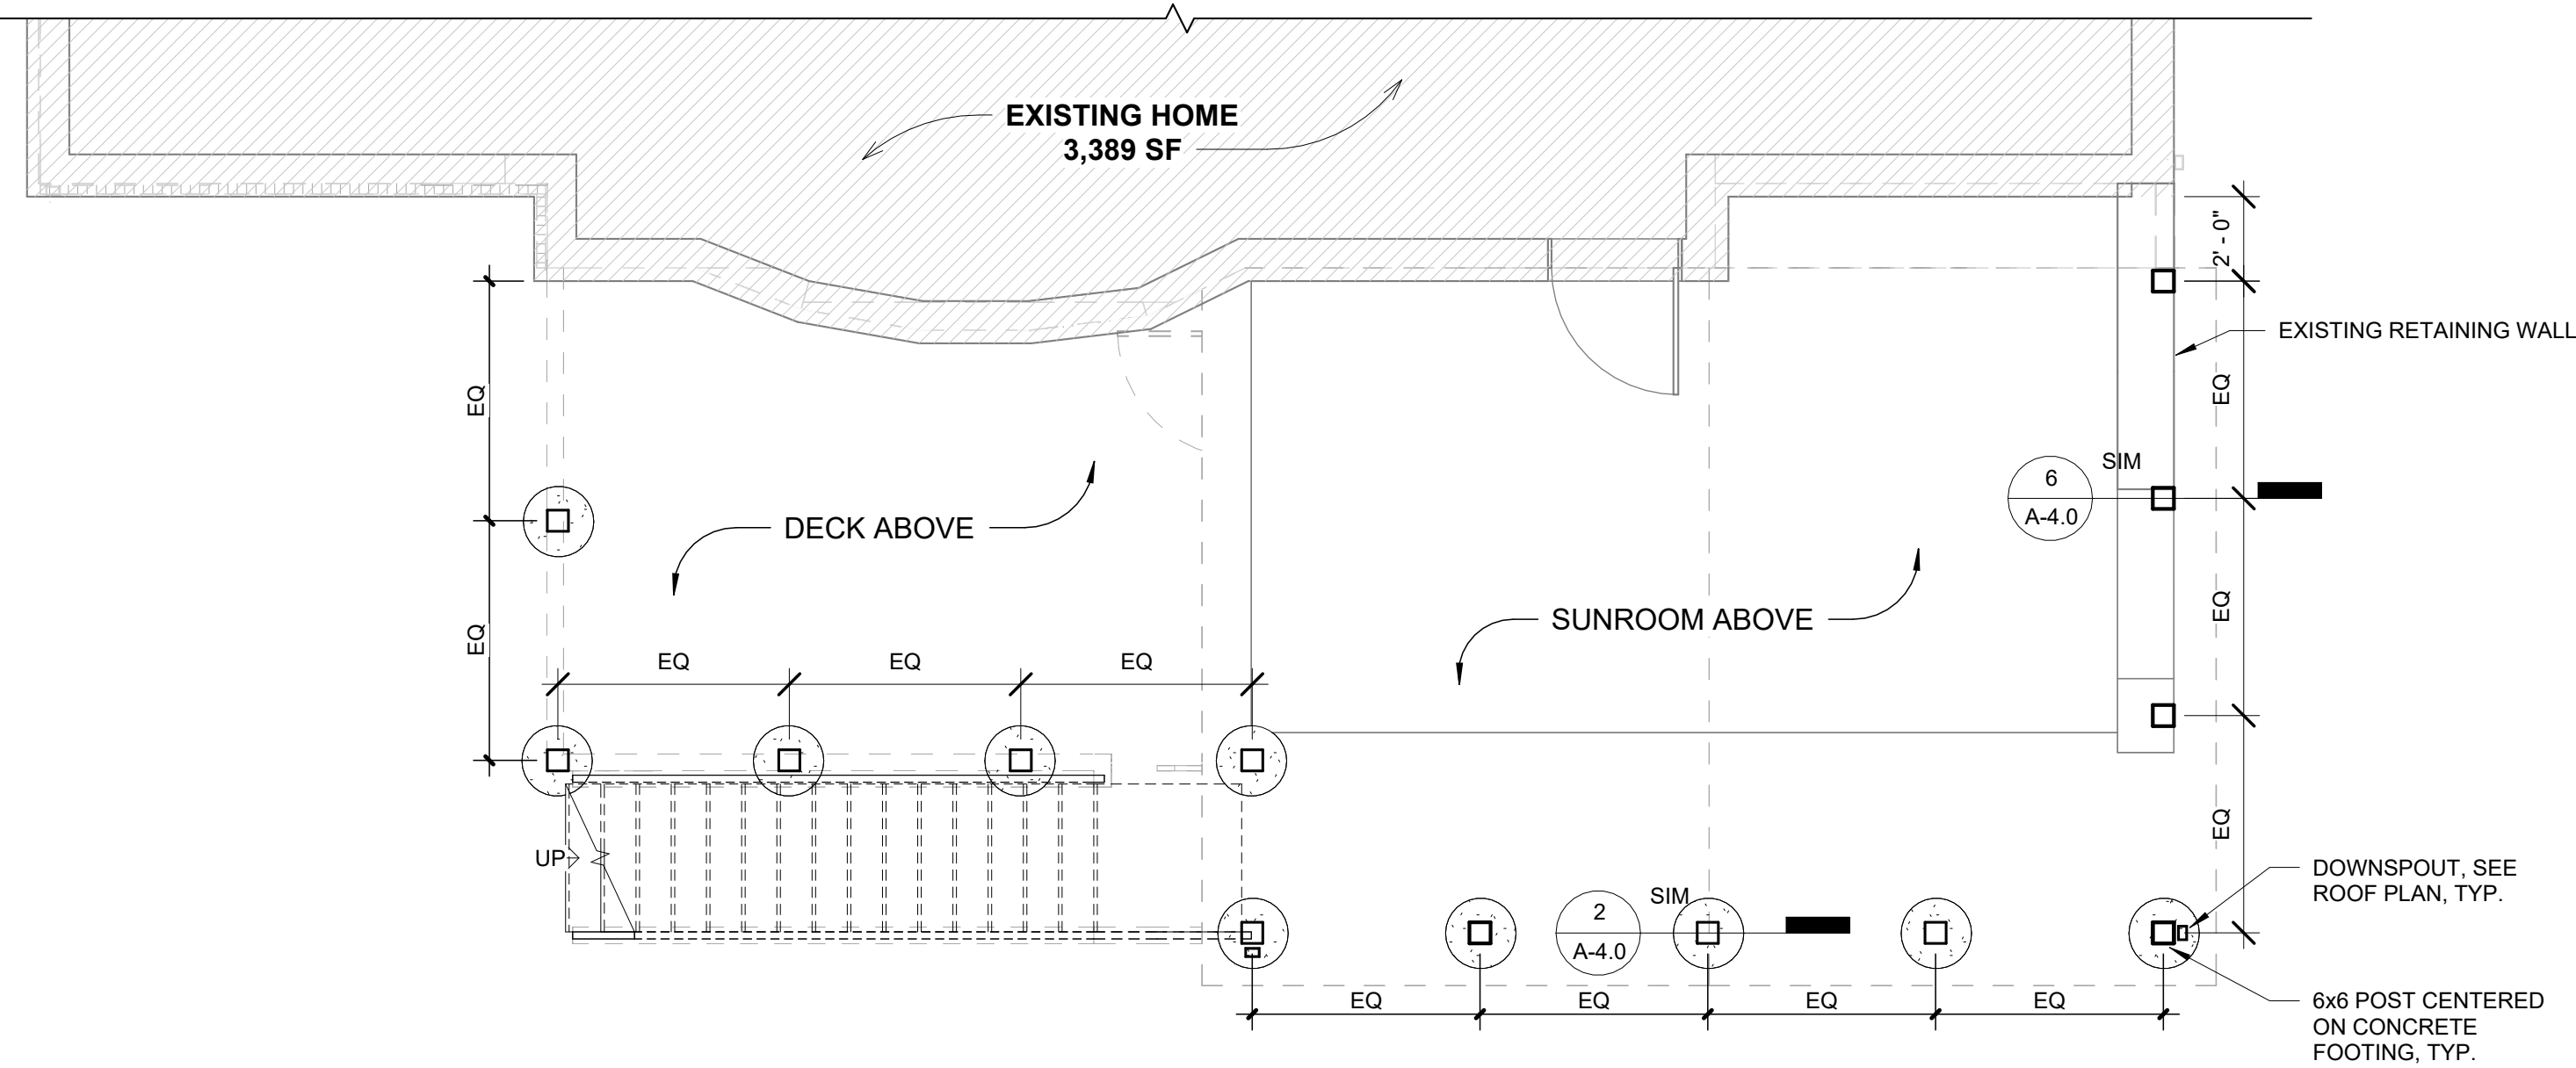 EXISTING HOME
3,389 SF
2' - 0"
EXISTING RETAINING WALL
EQ
EQ
SIM
6
A-4.0
DECK ABOVE
SUNROOM ABOVE
EQ
EQ
EQ
EQ
EQ
EQ
UP
EQ
DOWNSPOUT, SEE
ROOF PLAN, TYP.
SIM
2
A-4.0
EQ
EQ
EQ
EQ
6x6 POST CENTERED
ON CONCRETE
FOOTING, TYP.